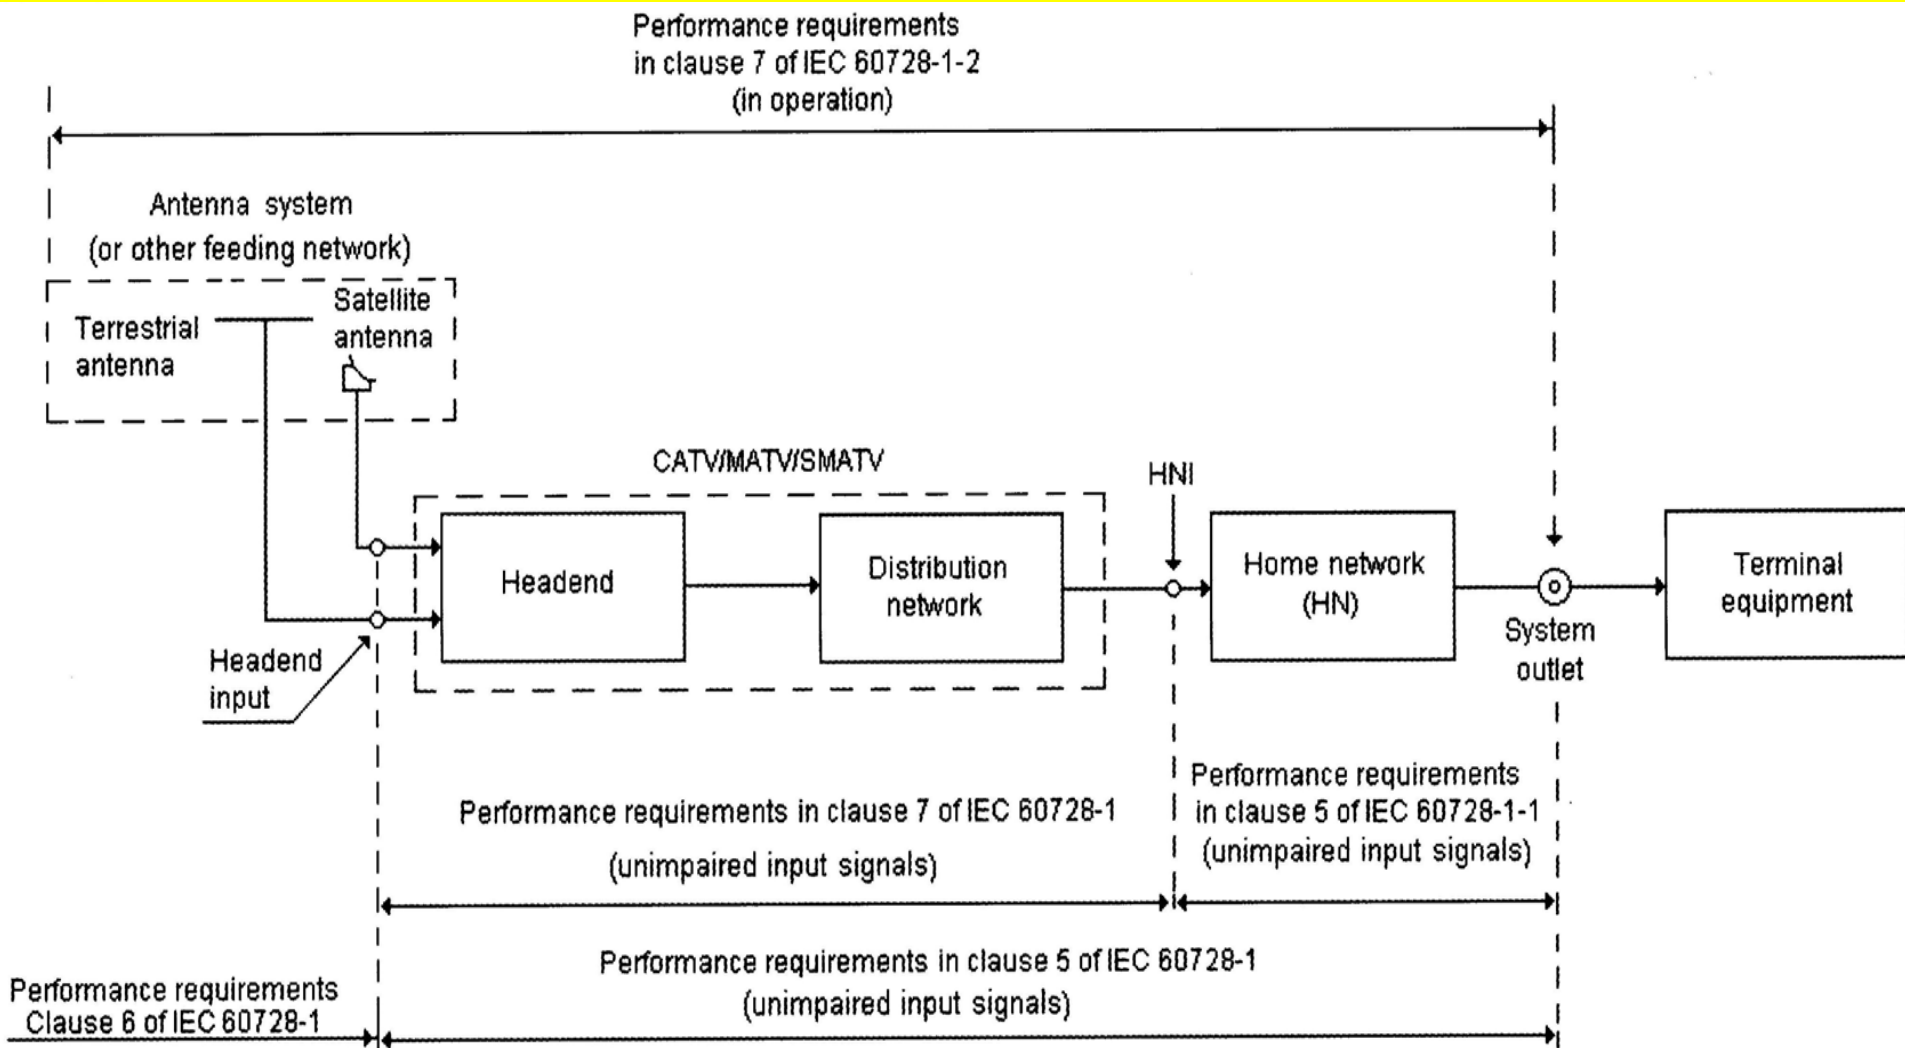 Performance requirements
in clause 7 of IEC 60728-1-2
(in operation)
Antenna system
(or other feeding network)
Terrestrial
antenna
Satellite
antenna
CATV/MATV/SMATV
HNI
Headend
Distribution
network
Home network
(HN)
Terminal
equipment
System
outlet
Headend
input
Performance requirements in clause 7 of IEC 60728-1
(unimpaired input signals)
Performance requirements
in clause 5 of IEC 60728-1-1
(unimpaired input signals)
Performance requirements in clause 5 of IEC 60728-1
(unimpaired input signals)
Performance requirements
Clause 6 of IEC 60728-1